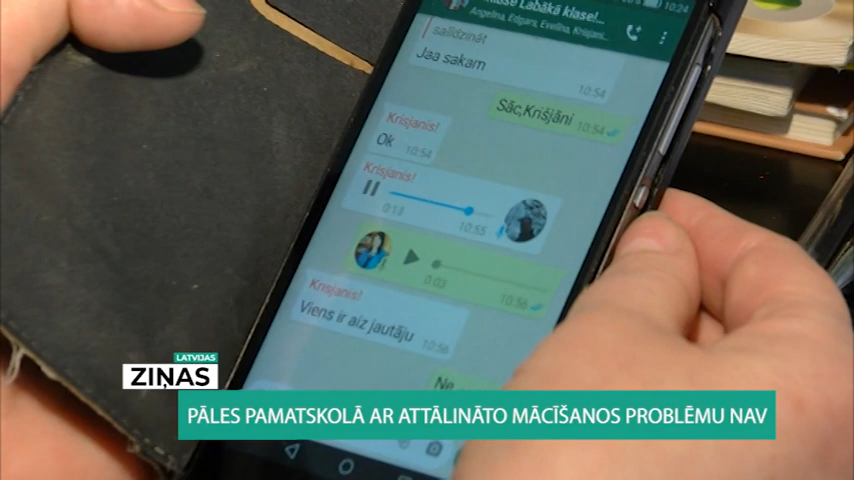 10:24
Labākā klase!...
Angelina, Edgars, Evelīna, Krisjani...
salīdzināt
Jaa sakam
10:54
Sāc,Krišjāni
10:54
Krisjanis!
Ok
10:54
Krisjanis!
0:13
10:55
0:03
10:56
Krisjanis!
Viens ir aiz jautāju
10:56
Ne
LATVIJAS
ZIŅAS
PĀLES PAMATSKOLĀ AR ATTĀLINĀTO MĀCĪŠANOS PROBLĒMU NAV